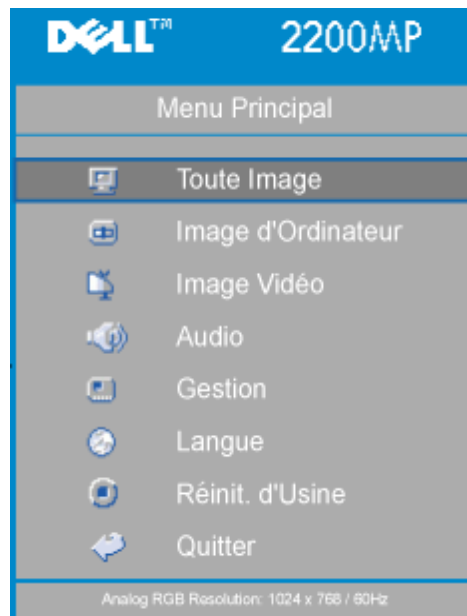 DELL™ 2200MP
Menu Principal
Toute Image
Image d'Ordinateur
Image Vidéo
Audio
Gestion
Langue
Réinit. d'Usine
Quitter
Analog RGB Resolution: 1024 x 768 / 60Hz